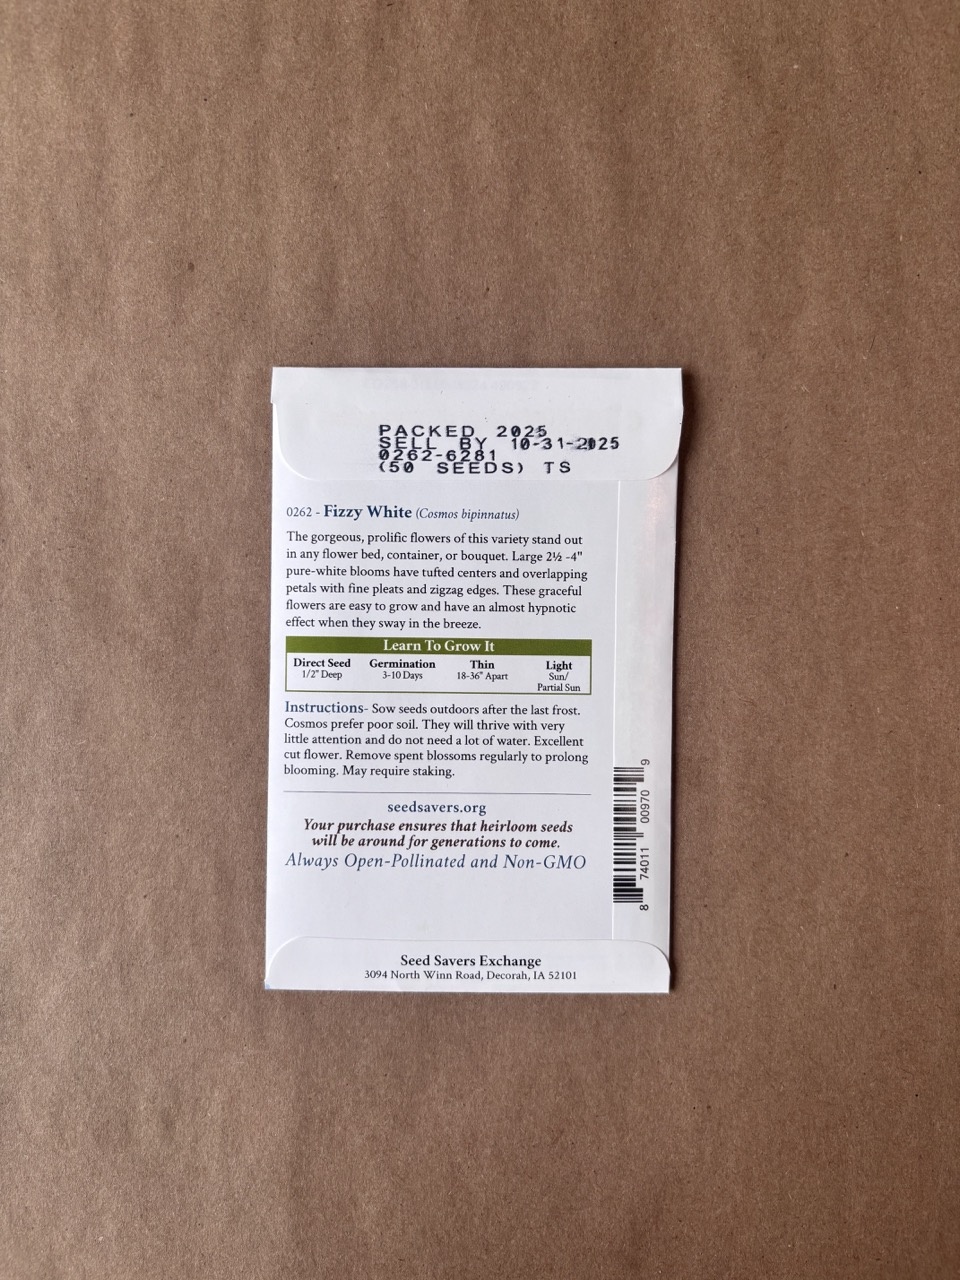 PACKED 2025
SELL BY 10-31-2025
0262-6281
(50 SEEDS) TS
0262 - Fizzy White (Cosmos bipinnatus)
The gorgeous, prolific flowers of this variety stand out
in any flower bed, container, or bouquet. Large 2½ -4"
pure-white blooms have tufted centers and overlapping
petals with fine pleats and zigzag edges. These graceful
flowers are easy to grow and have an almost hypnotic
effect when they sway in the breeze.
Learn To Grow It
Direct Seed Germination Thin Light
1/2" Deep 3-10 Days 18-36" Apart Sun/
Partial Sun
Instructions- Sow seeds outdoors after the last frost.
Cosmos prefer poor soil. They will thrive with very
little attention and do not need a lot of water. Excellent
cut flower. Remove spent blossoms regularly to prolong
blooming. May require staking.
seedsavers.org
Your purchase ensures that heirloom seeds
will be around for generations to come.
Always Open-Pollinated and Non-GMO
8 74011 00970 9
Seed Savers Exchange
3094 North Winn Road, Decorah, IA 52101